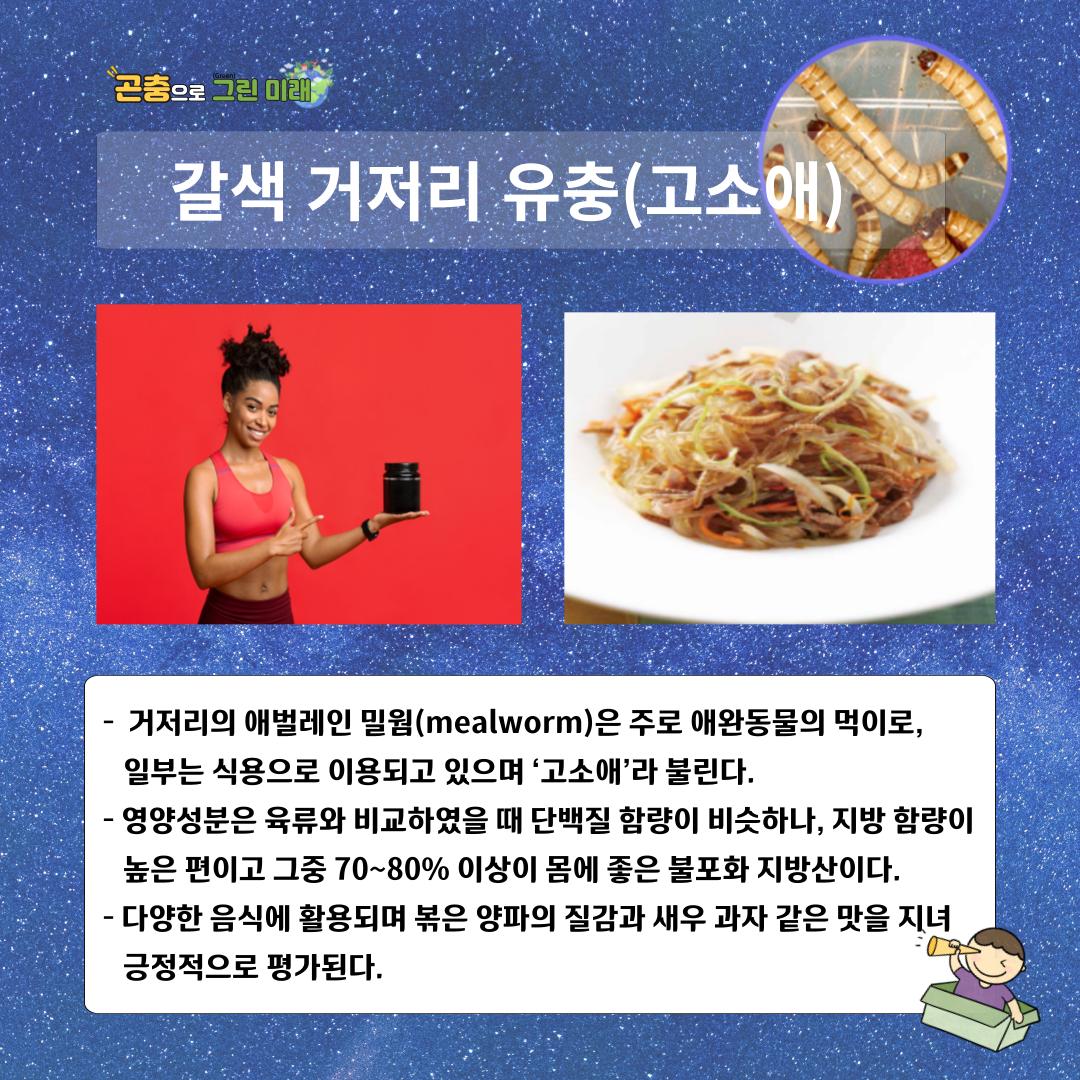 (Green)
곤충으로 그린 미래
갈색 거저리 유충(고소애)
- 거저리의 애벌레인 밀웜(mealworm)은 주로 애완동물의 먹이로,
일부는 식용으로 이용되고 있으며 ‘고소애’라 불린다.
- 영양성분은 육류와 비교하였을 때 단백질 함량이 비슷하나, 지방 함량이
높은 편이고 그중 70~80% 이상이 몸에 좋은 불포화 지방산이다.
- 다양한 음식에 활용되며 볶은 양파의 질감과 새우 과자 같은 맛을 지녀
긍정적으로 평가된다.